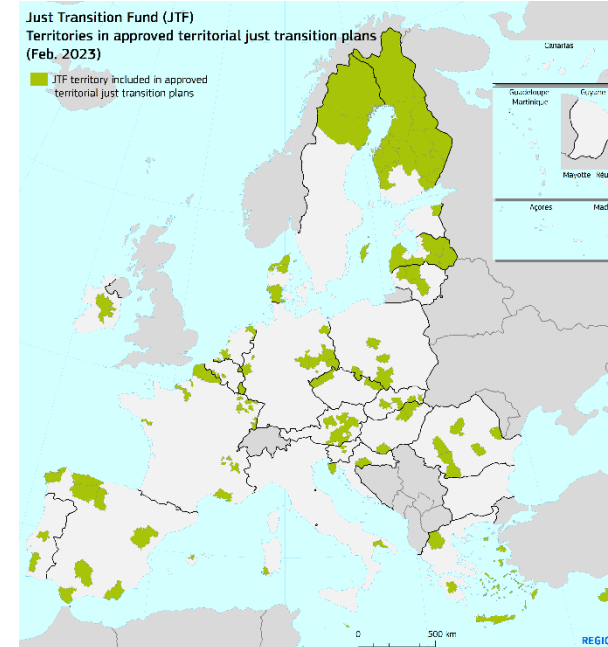 Just Transition Fund (JTF)
Territories in approved territorial just transition plans
(Feb. 2023)
JTF territory included in approved
territorial just transition plans
Canarias
Guadeloupe
Martinique
Guyane
Mayotte
Açores
0
500 km
REGIO